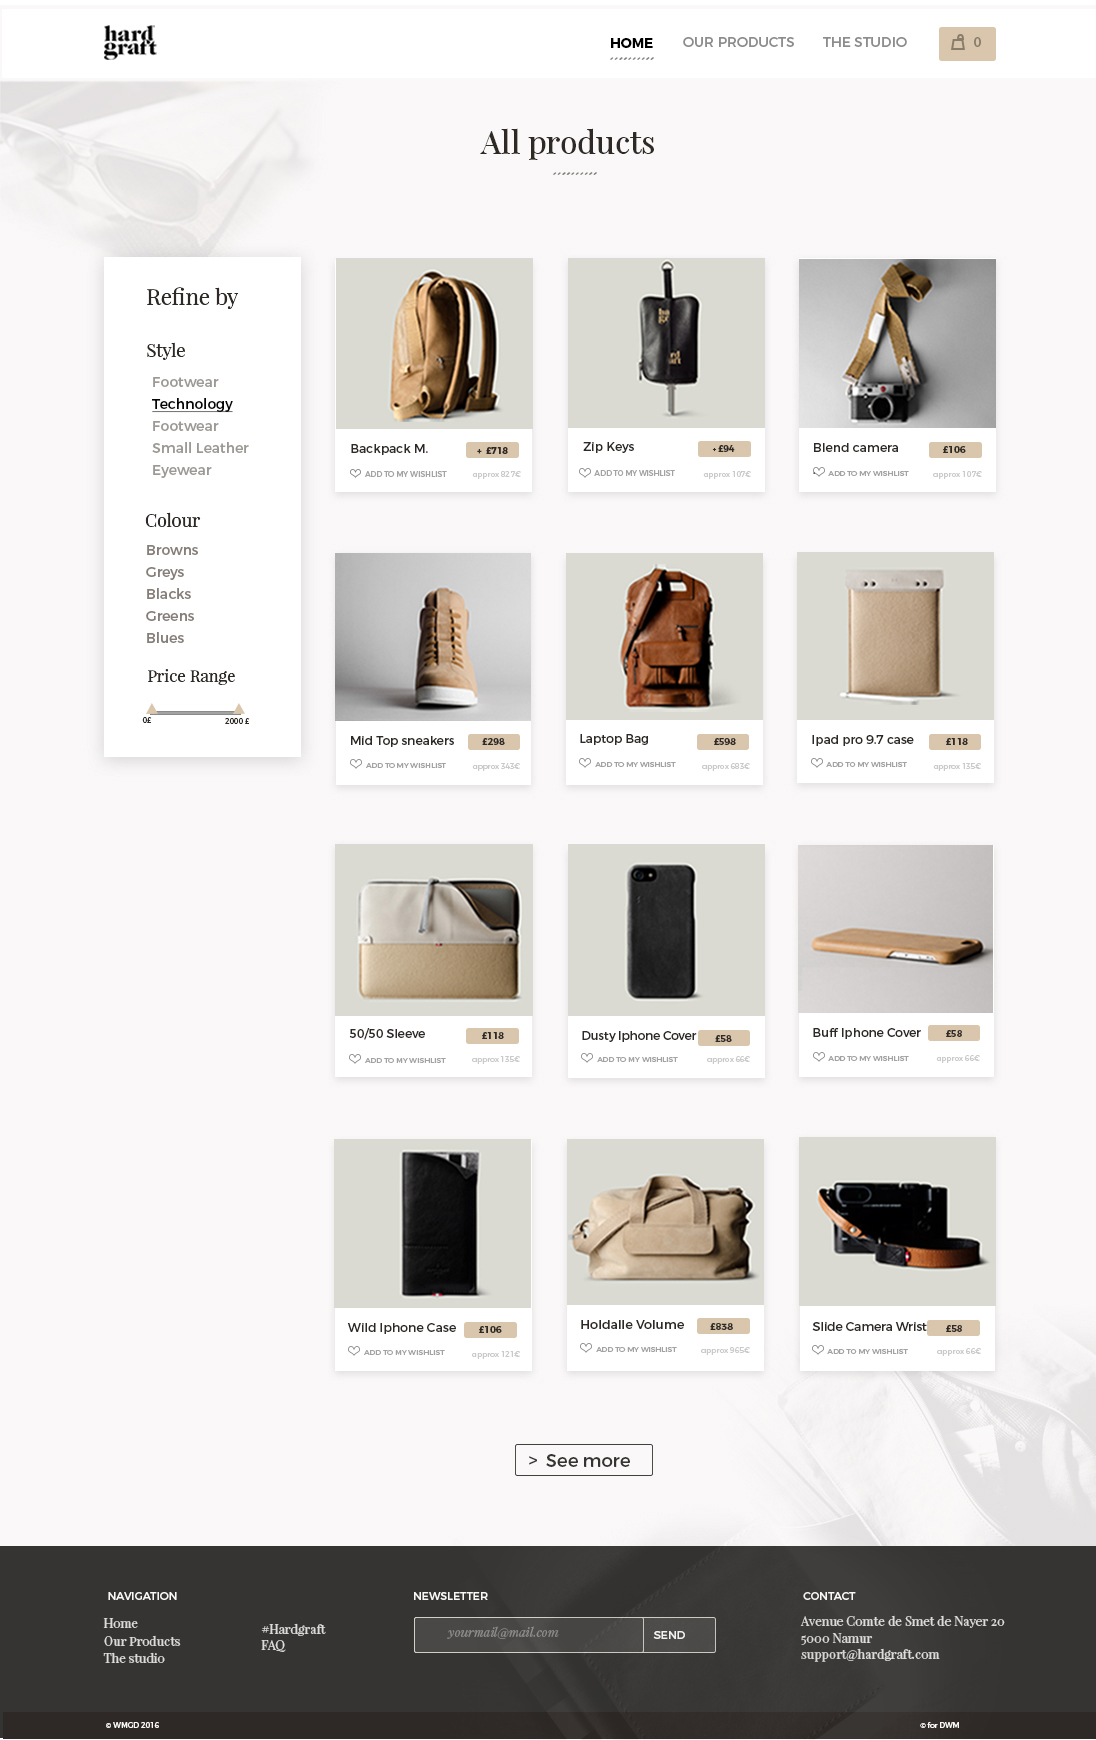 hard
graft
HOME
OUR PRODUCTS
THE STUDIO
0
All products
Refine by
Style
Footwear
Technology
Footwear
Small Leather
Eyewear
Colour
Browns
Greys
Blacks
Greens
Blues
Price Range
0£
2000 £
Backpack M.
+ £718
ADD TO MY WISHLIST
approx 827€
Zip Keys
+ £94
ADD TO MY WISHLIST
approx 107€
Blend camera
£106
ADD TO MY WISHLIST
approx 107€
Mid Top sneakers
£298
ADD TO MY WISHLIST
approx 343€
Laptop Bag
£598
ADD TO MY WISHLIST
approx 683€
Ipad pro 9.7 case
£118
ADD TO MY WISHLIST
approx 135€
50/50 Sleeve
£118
ADD TO MY WISHLIST
approx 135€
Dusty Iphone Cover
£58
ADD TO MY WISHLIST
approx 66€
Buff Iphone Cover
£58
ADD TO MY WISHLIST
approx 66€
Wild Iphone Case
£106
ADD TO MY WISHLIST
approx 121€
Holdalle Volume
£838
ADD TO MY WISHLIST
approx 965€
Slide Camera Wrist
£58
ADD TO MY WISHLIST
approx 66€
> See more
NAVIGATION
Home
Our Products
The studio
#Hardgraft
FAQ
NEWSLETTER
yourmail@mail.com
SEND
CONTACT
Avenue Comte de Smet de Nayer 20
5000 Namur
support@hardgraft.com
© WMGD 2016
© for DWM